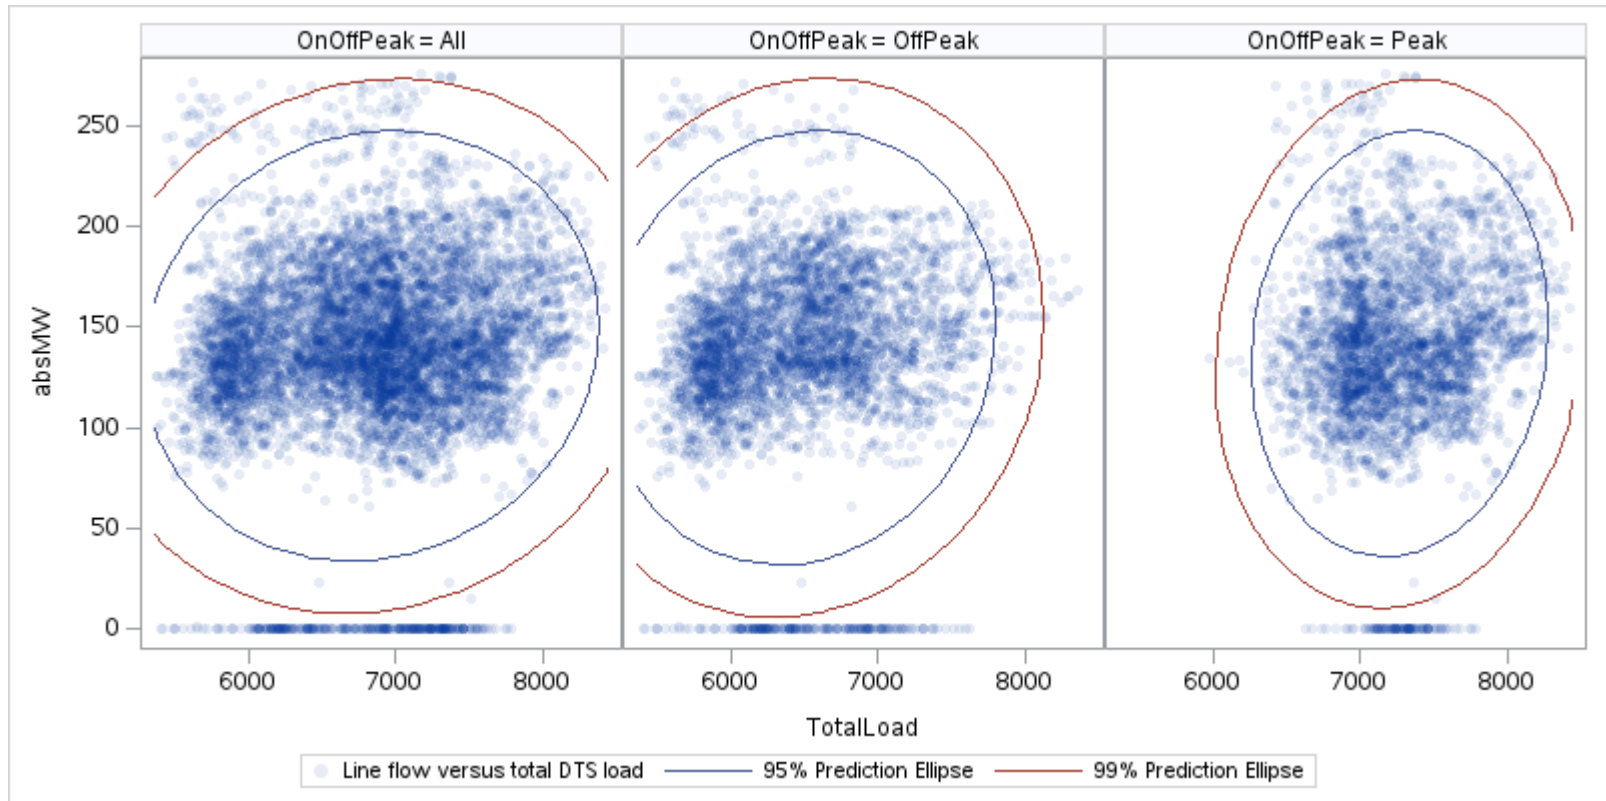 OnOffPeak = All OnOffPeak = OffPeak OnOffPeak = Peak
250
200
150
100
50
0
absMW
6000 7000 8000 6000 7000 8000 6000 7000 8000
TotalLoad
Line flow versus total DTS load 95% Prediction Ellipse 99% Prediction Ellipse